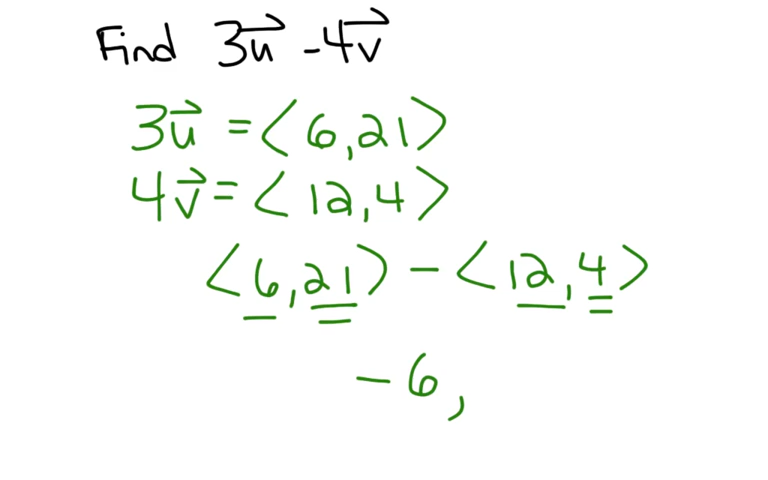 Find 3u⃗ - 4v⃗
3u⃗ = <6, 21>
4v⃗ = <12, 4>
<6, 21> - <12, 4>
-6,